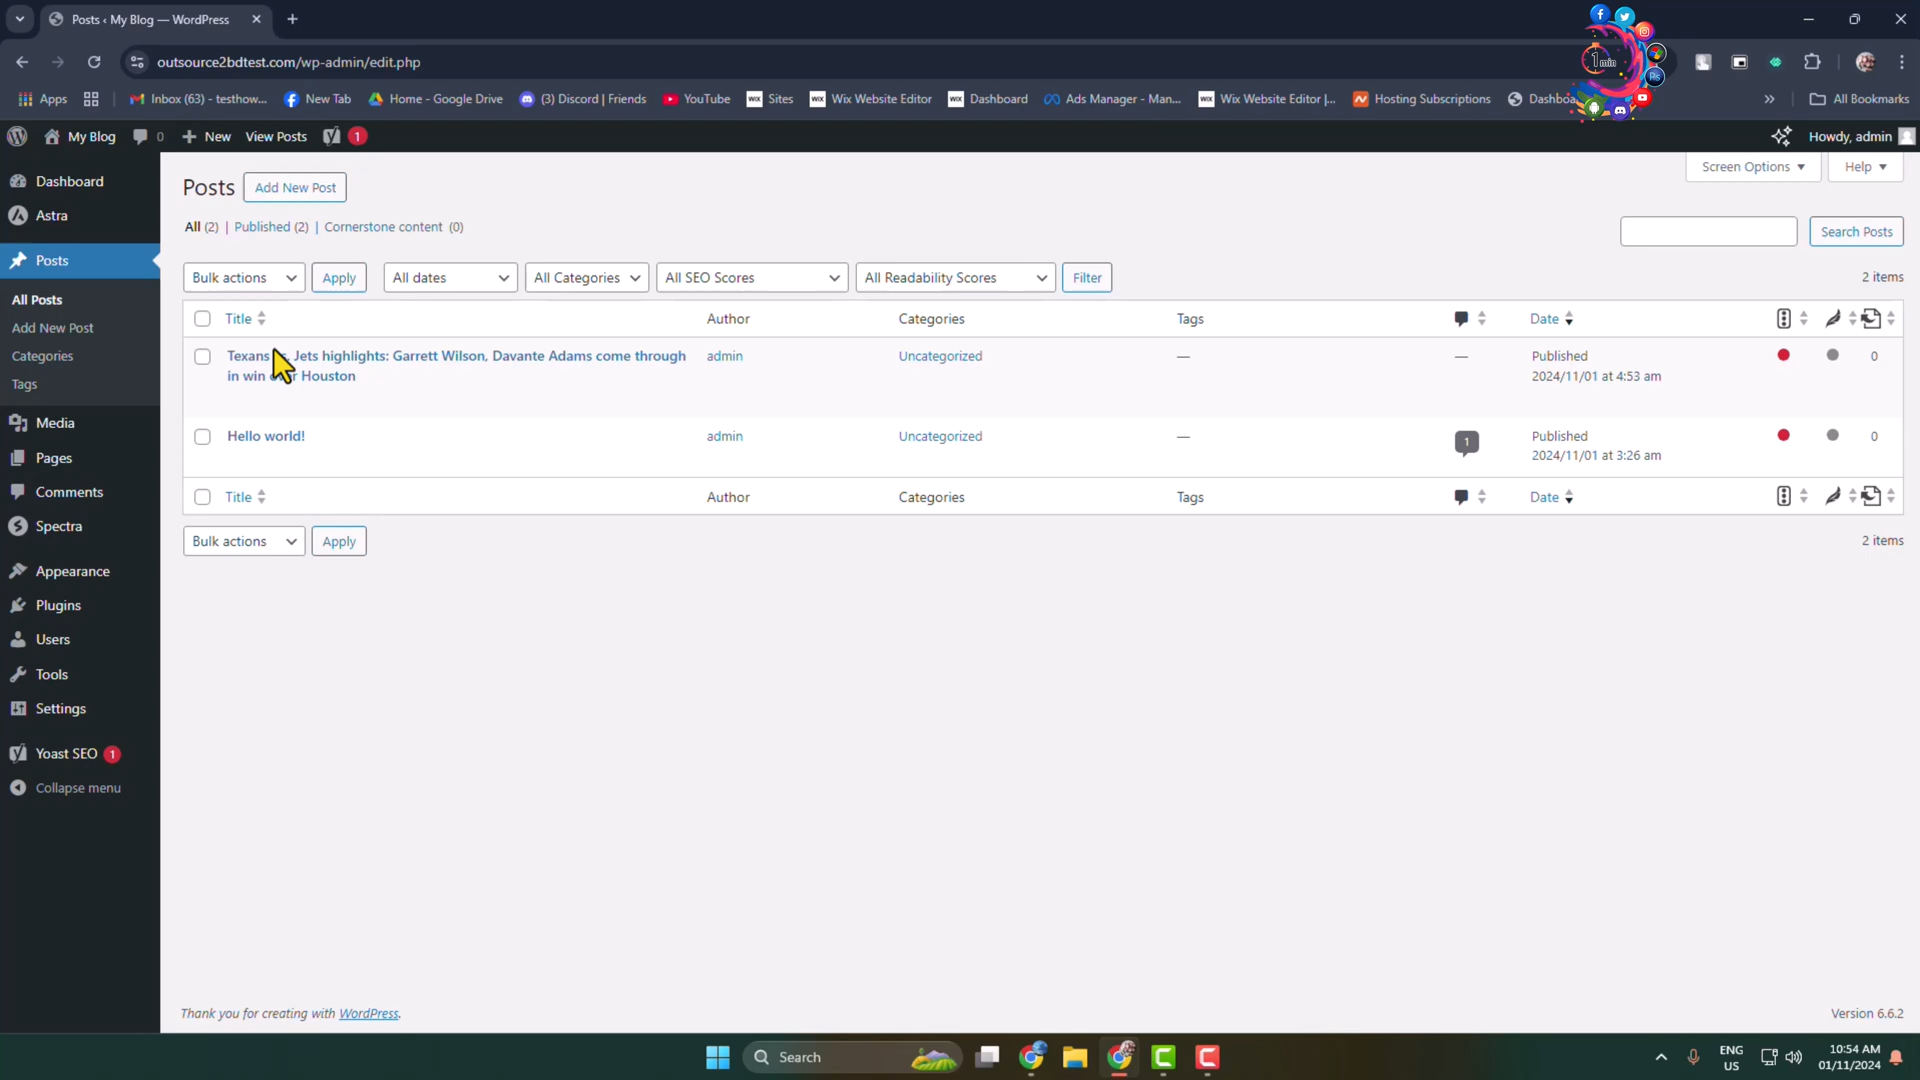 Posts ‹ My Blog — WordPress
outsource2bdtest.com/wp-admin/edit.php
1min
Ps
Apps
Inbox (63) - testhow...
New Tab
Home - Google Drive
(3) Discord | Friends
YouTube
WIX Sites
WIX Wix Website Editor
WIX Dashboard
Ads Manager - Man...
WIX Wix Website Editor |...
Hosting Subscriptions
All Bookmarks
My Blog
0
New
View Posts
1
Howdy, admin
Dashboard
Astra
Posts
All Posts
Add New Post
Categories
Tags
Media
Pages
Comments
Spectra
Appearance
Plugins
Users
Tools
Settings
Yoast SEO 1
Collapse menu
Screen Options
Help
Posts
Add New Post
All (2) | Published (2) | Cornerstone content (0)
Search Posts
Bulk actions
Apply
All dates
All Categories
All SEO Scores
All Readability Scores
Filter
2 items
Title Author Categories Tags Date
Texans Jets highlights: Garrett Wilson, Davante Adams come through admin Uncategorized — — Published 0
in win Houston 2024/11/01 at 4:53 am
Hello world! admin Uncategorized — 1 Published 0
2024/11/01 at 3:26 am
Title Author Categories Tags Date
Bulk actions
Apply
2 items
Thank you for creating with WordPress.
Version 6.6.2
Search
ENG
US
10:54 AM
01/11/2024